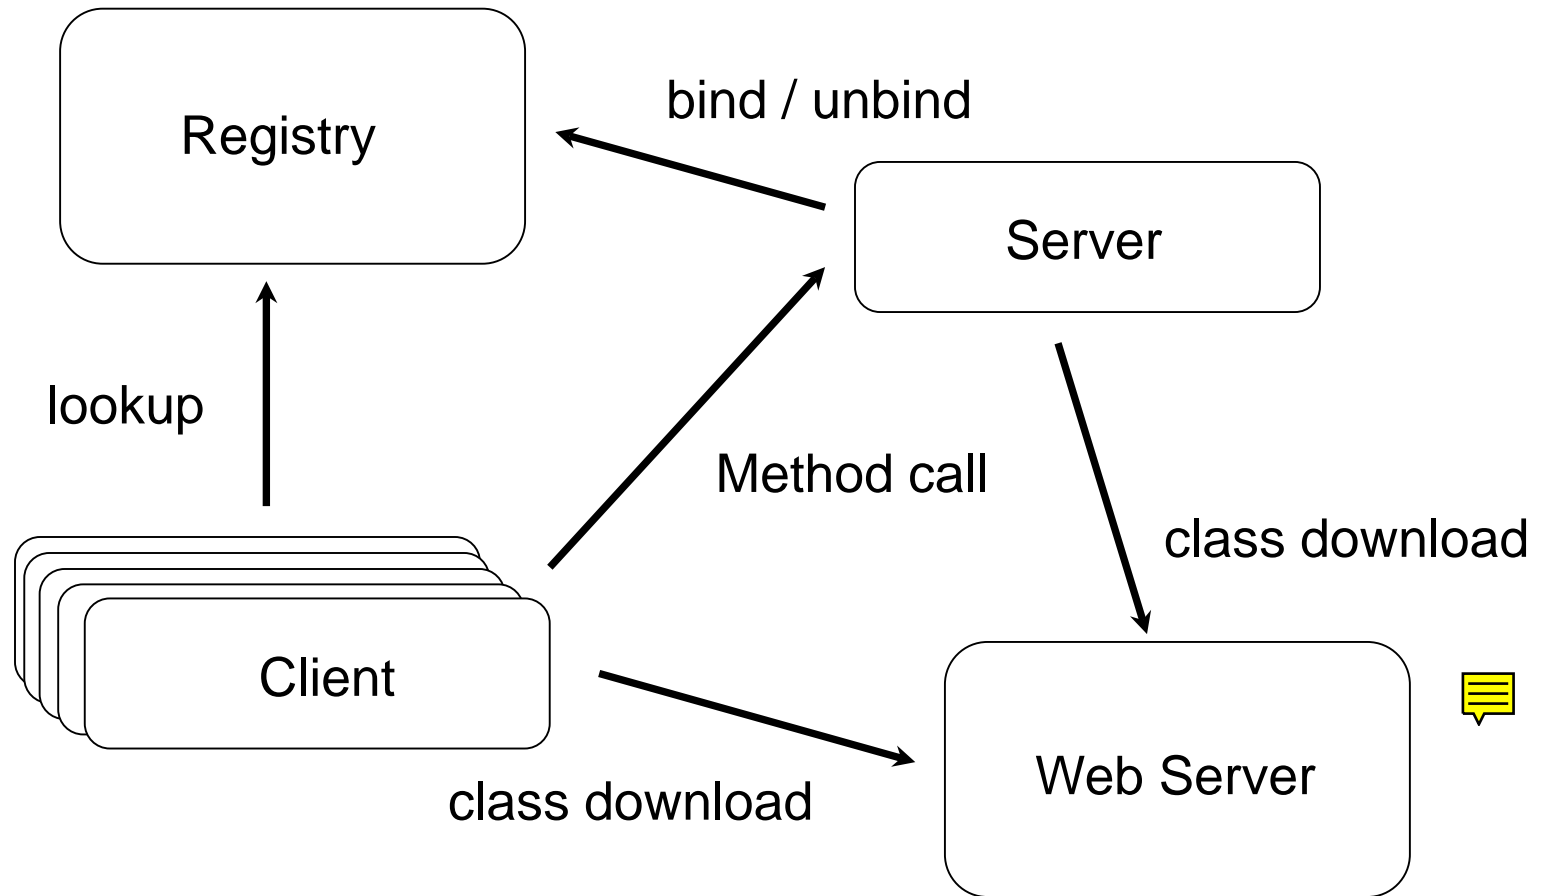 bind / unbind
Registry
Server
lookup
Method call
class download
Client
Web Server
class download